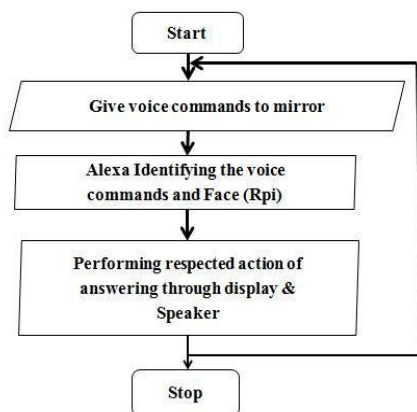 Start
Give voice commands to mirror
Alexa Identifying the voice
commands and Face (Rpi)
Performing respected action of
answering through display &
Speaker
Stop